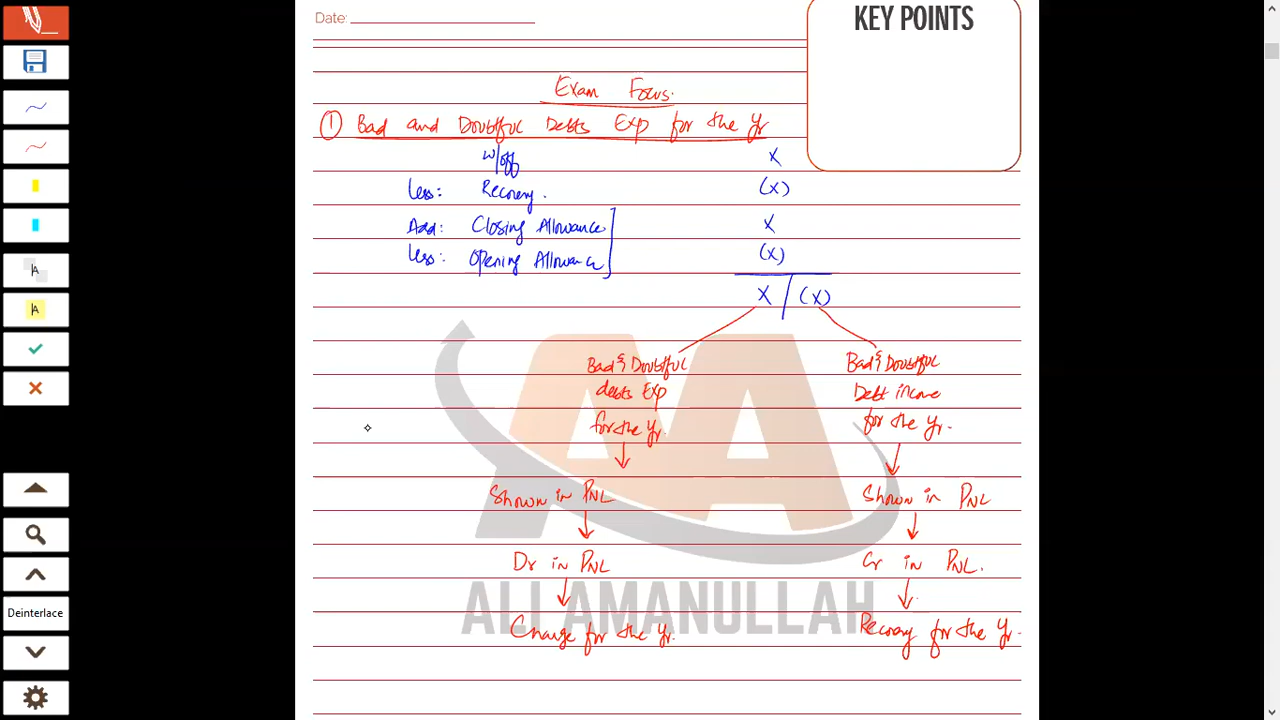 Date:
KEY POINTS
Exam Focus.
① Bad and Doubtful Debts Exp for the Yr
w/off X
less: Recovery. (X)
Add: Closing Allowance X
less: Opening Allowance (X)
X / (X)
Bad & Doubtful
debts Exp
for the Yr.
Bad & Doubtful
Debt income
for the Yr.
Shown in PNL
Shown in PNL
Dr in PNL
Cr in PNL.
ALI AMANULLAH
Charge for the Yr.
Recovery for the Yr.
Deinterlace